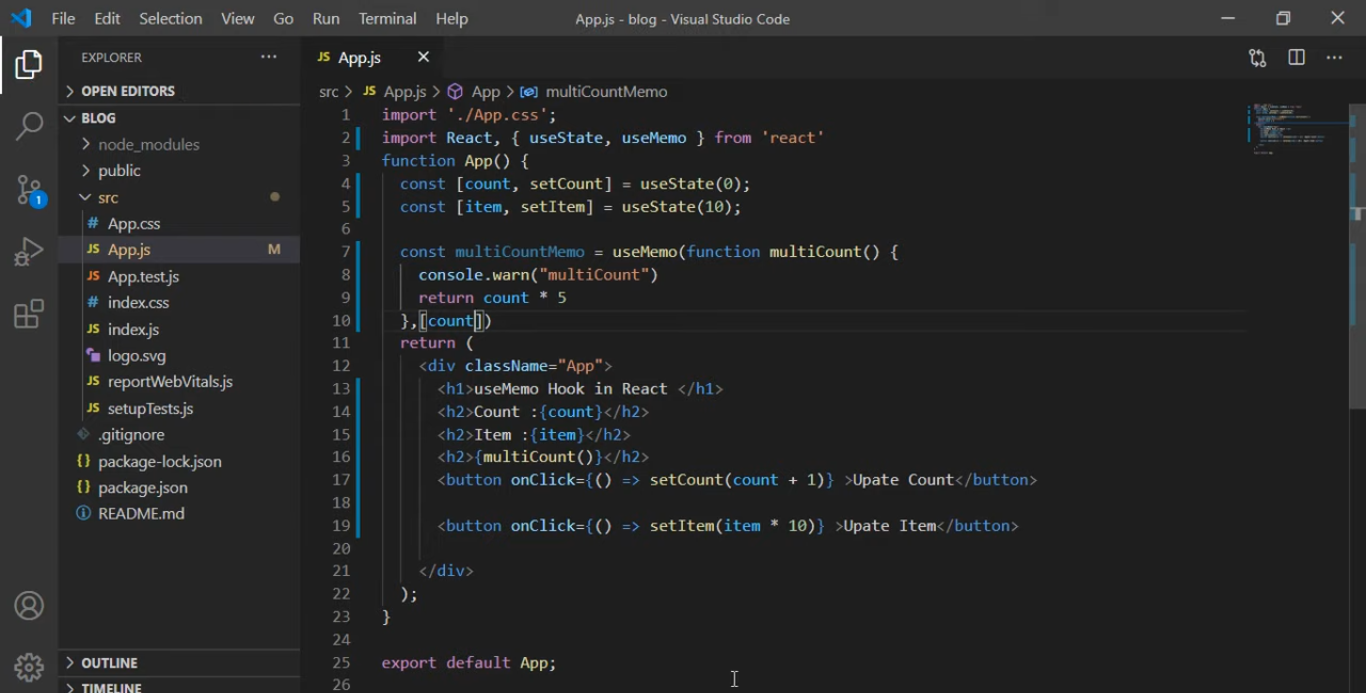 File Edit Selection View Go Run Terminal Help App.js - blog - Visual Studio Code
EXPLORER ···
OPEN EDITORS
BLOG
node_modules
public
src
# App.css
JS App.js M
JS App.test.js
# index.css
JS index.js
logo.svg
JS reportWebVitals.js
JS setupTests.js
.gitignore
{} package-lock.json
{} package.json
README.md
OUTLINE
TIMELINE
1
JS App.js
src > JS App.js > App > multiCountMemo
1 import './App.css';
2 import React, { useState, useMemo } from 'react'
3 function App() {
4 const [count, setCount] = useState(0);
5 const [item, setItem] = useState(10);
6
7 const multiCountMemo = useMemo(function multiCount() {
8 console.warn("multiCount")
9 return count * 5
10 },[count])
11 return (
12 <div className="App">
13 <h1>useMemo Hook in React </h1>
14 <h2>Count :{count}</h2>
15 <h2>Item :{item}</h2>
16 <h2>{multiCount()}</h2>
17 <button onClick={() => setCount(count + 1)} >Upate Count</button>
18
19 <button onClick={() => setItem(item * 10)} >Upate Item</button>
20
21 </div>
22 );
23 }
24
25 export default App;
26